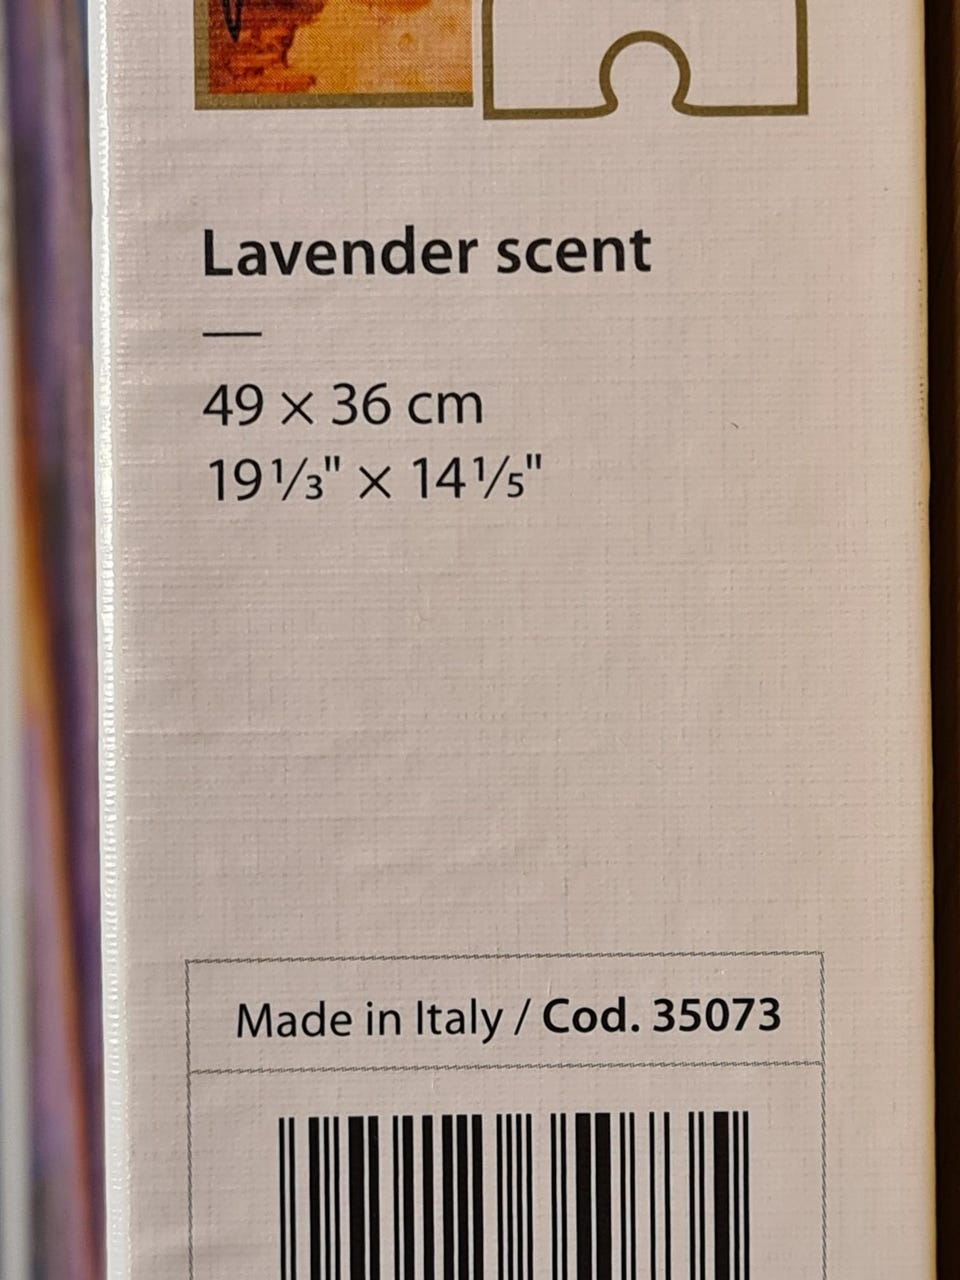 Lavender scent
—
49 × 36 cm
19⅓" × 14⅕"
Made in Italy / Cod. 35073